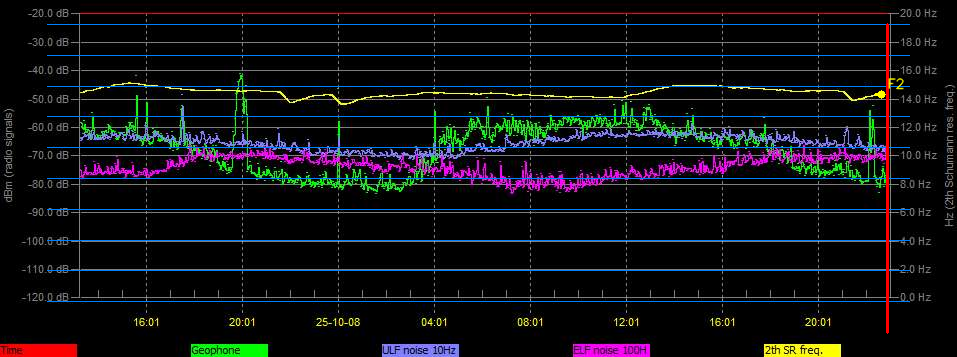 -20.0 dB 20.0 Hz
-30.0 dB 18.0 Hz
-40.0 dB 16.0 Hz
F2
-50.0 dB 14.0 Hz
-60.0 dB 12.0 Hz
-70.0 dB 10.0 Hz
-80.0 dB 8.0 Hz
-90.0 dB 6.0 Hz
-100.0 dB 4.0 Hz
-110.0 dB 2.0 Hz
-120.0 dB 0.0 Hz
dBm (radio signals)
Hz (2th Schumann res. freq.)
16:01 20:01 25-10-08 04:01 08:01 12:01 16:01 20:01
Time Geophone ULF noise 10Hz ELF noise 100H 2th SR freq.